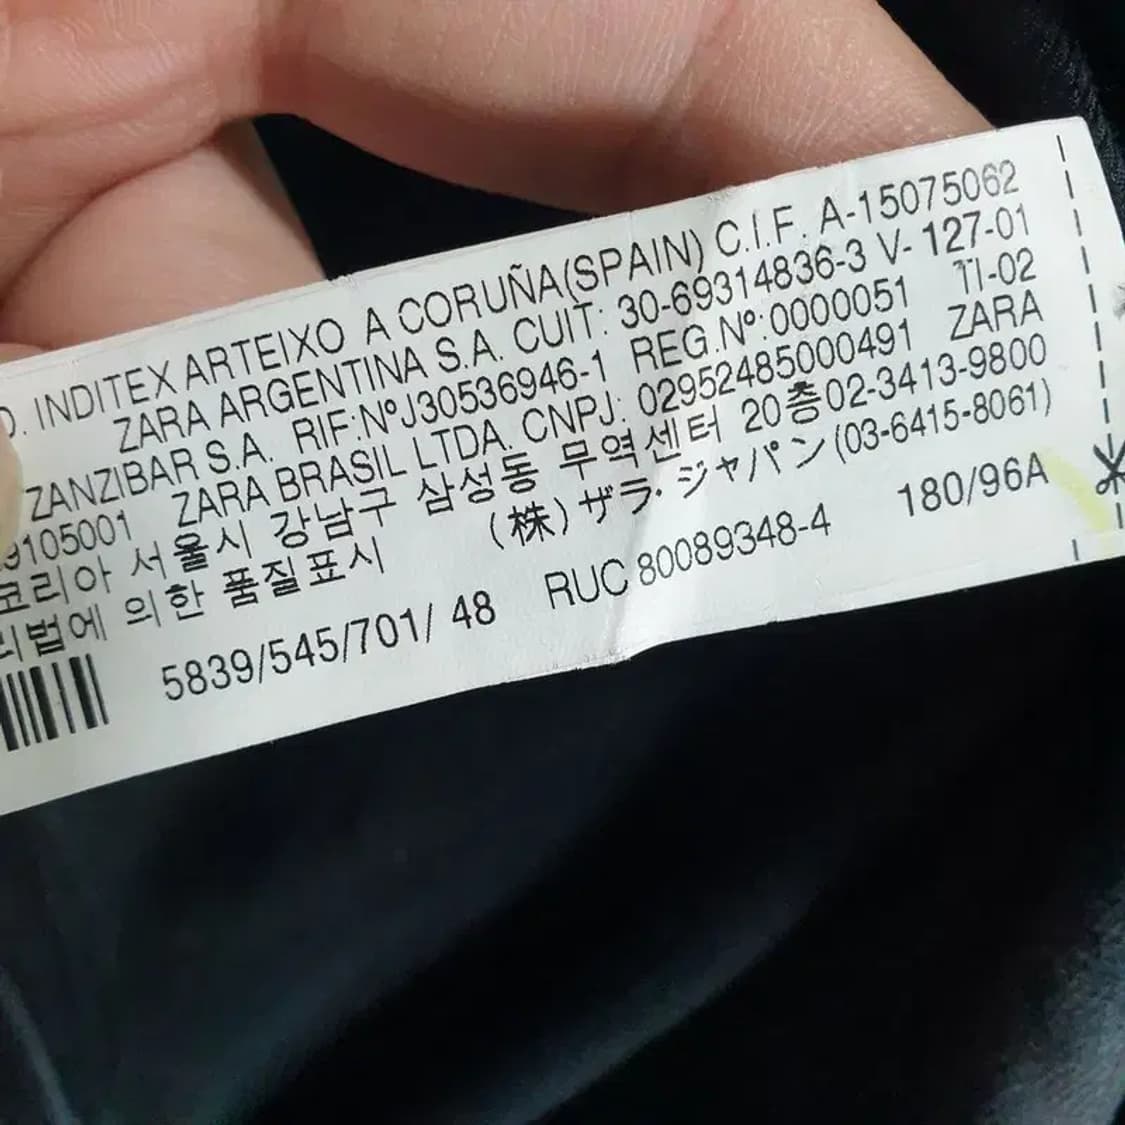 D. INDITEX ARTEIXO A CORUÑA(SPAIN) C.I.F. A-15075062
ZARA ARGENTINA S.A. CUIT: 30-69314836-3 V- 127-01
ZANZIBAR S.A. RIF:NºJ30536946-1 REG.Nº:0000051 TI-02
9105001 ZARA BRASIL LTDA. CNPJ: 02952485000491 ZARA
코리아 서울시 강남구 삼성동 무역센터 20층02-3413-9800
리법에 의한 품질표시 (株)ザラ・ジャパン(03-6415-8061)
5839/545/701/ 48 RUC 80089348-4 180/96A